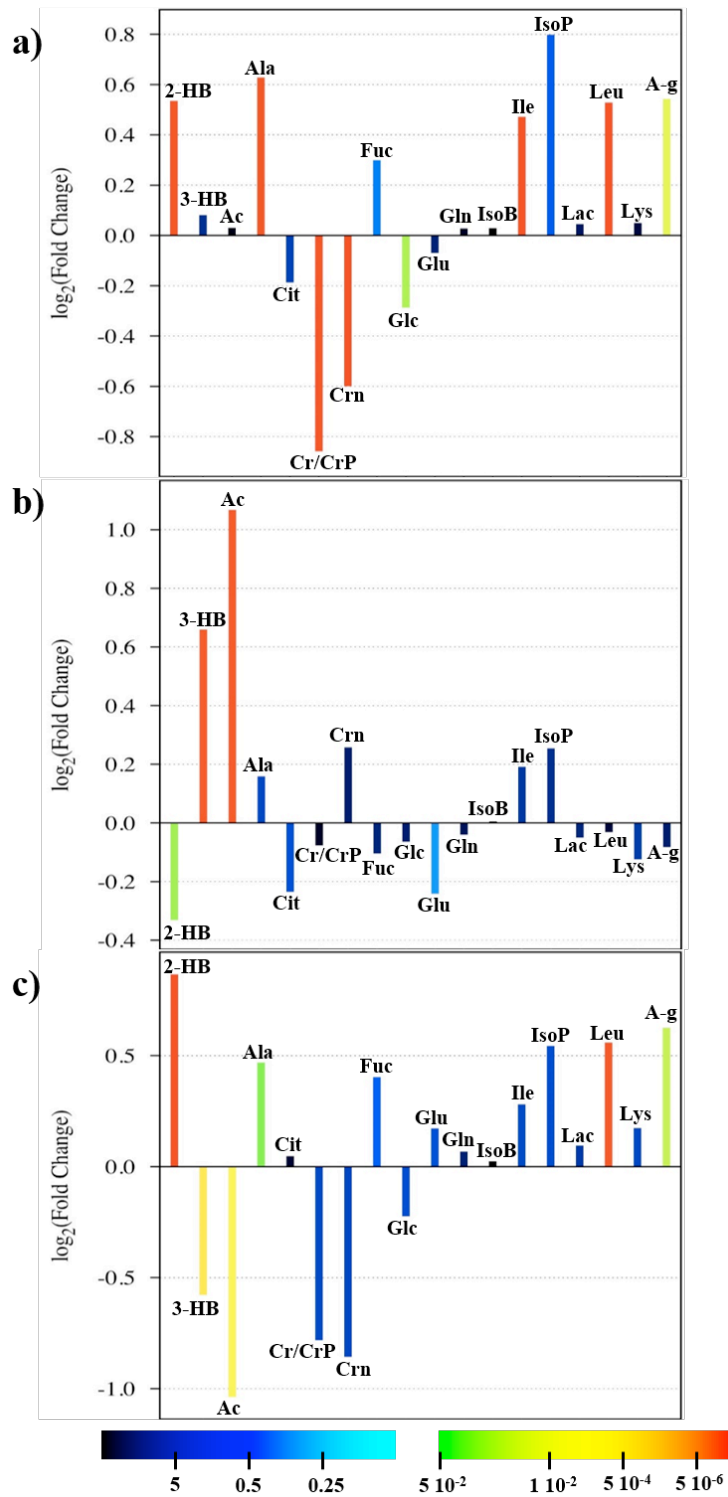 a)
log2(Fold Change)
0.8
0.6
0.4
0.2
0.0
-0.2
-0.4
-0.6
-0.8
2-HB
3-HB
Ac
Ala
Cit
Cr/CrP
Crn
Fuc
Glc
Glu
Gln
IsoB
Ile
IsoP
Lac
Leu
Lys
A-g
b)
log2(Fold Change)
1.0
0.8
0.6
0.4
0.2
0.0
-0.2
-0.4
2-HB
3-HB
Ac
Ala
Cit
Cr/CrP
Crn
Fuc
Glc
Glu
Gln
IsoB
Ile
IsoP
Lac
Leu
Lys
A-g
c)
log2(Fold Change)
0.5
0.0
-0.5
-1.0
2-HB
3-HB
Ac
Ala
Cit
Cr/CrP
Crn
Fuc
Glc
Glu
Gln
IsoB
Ile
IsoP
Lac
Leu
Lys
A-g
5 0.5 0.25 5 10-2 1 10-2 5 10-4 5 10-6